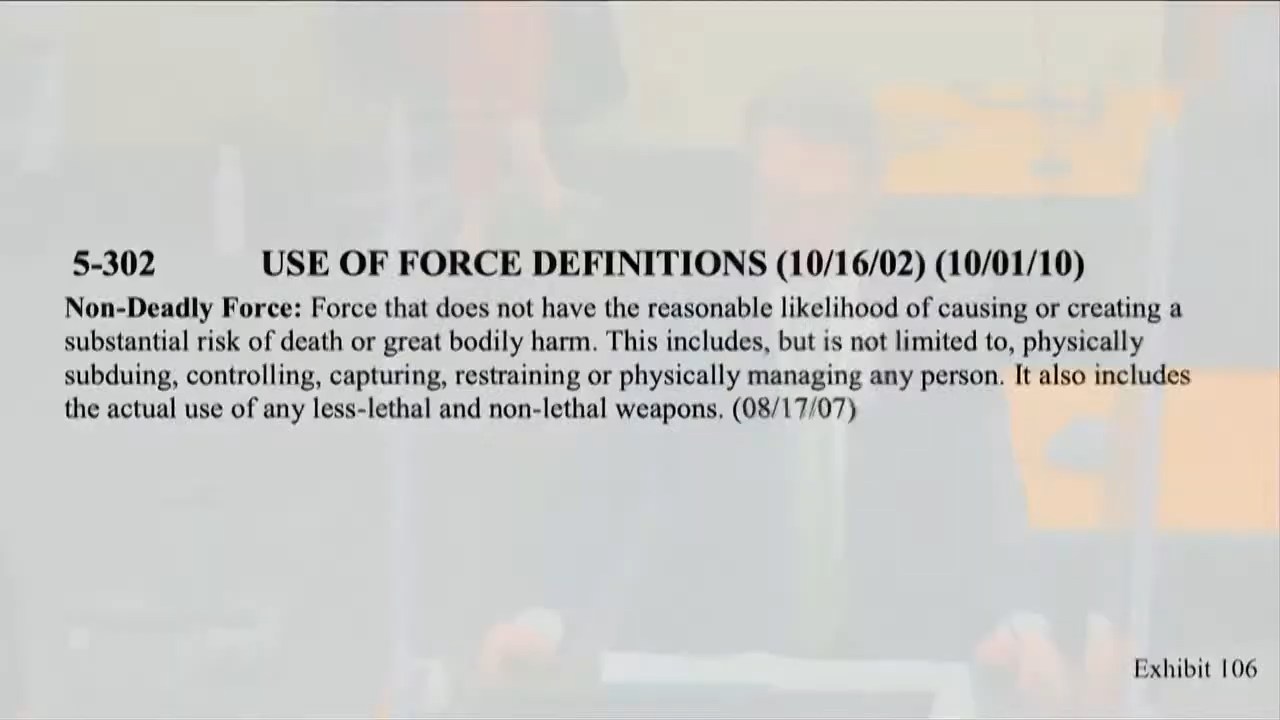 5-302 USE OF FORCE DEFINITIONS (10/16/02) (10/01/10)
Non-Deadly Force: Force that does not have the reasonable likelihood of causing or creating a
substantial risk of death or great bodily harm. This includes, but is not limited to, physically
subduing, controlling, capturing, restraining or physically managing any person. It also includes
the actual use of any less-lethal and non-lethal weapons. (08/17/07)
Exhibit 106